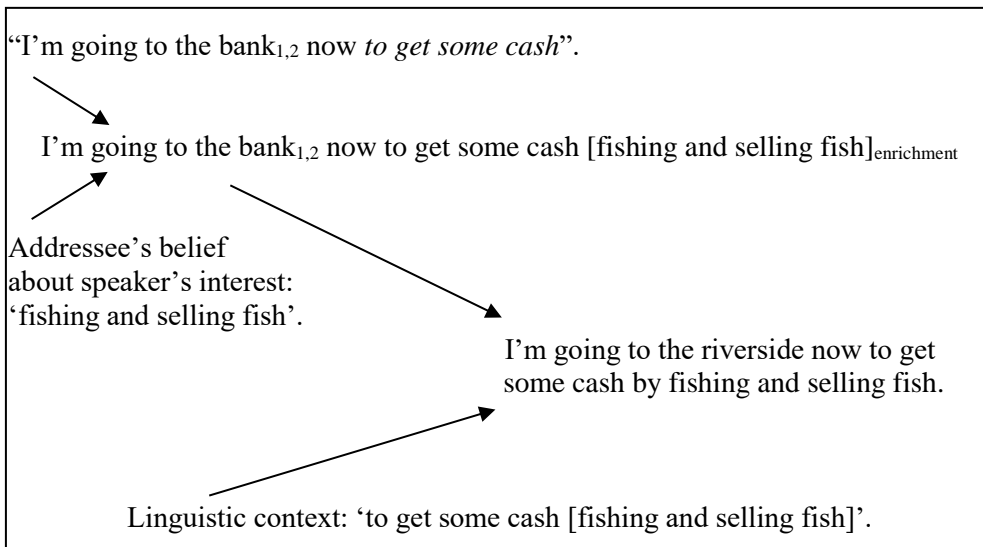 “I’m going to the bank1,2 now to get some cash”.
I’m going to the bank1,2 now to get some cash [fishing and selling fish]enrichment
Addressee’s belief
about speaker’s interest:
‘fishing and selling fish’.
I’m going to the riverside now to get
some cash by fishing and selling fish.
Linguistic context: ‘to get some cash [fishing and selling fish]’.